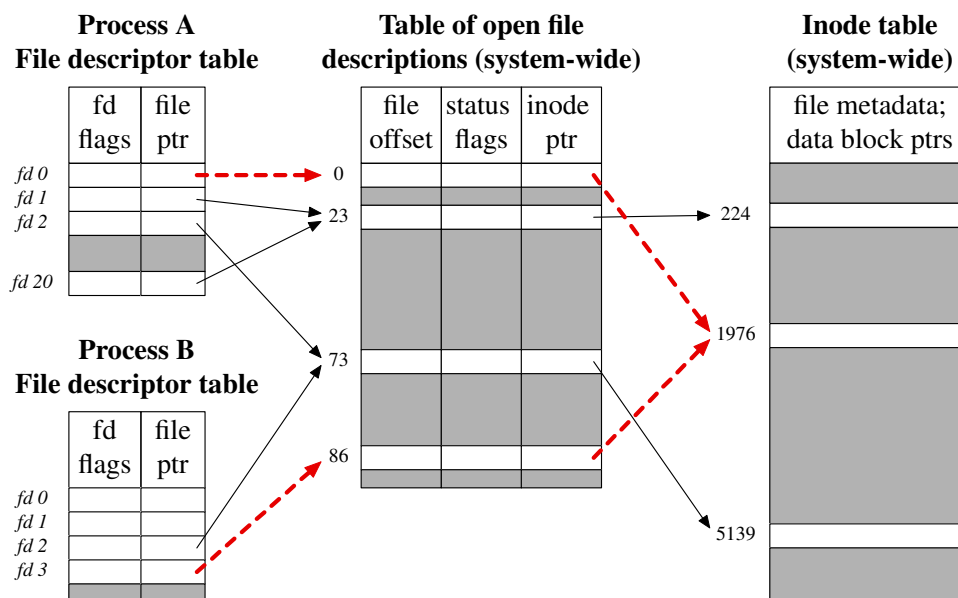 Process A
File descriptor table
fd
flags
file
ptr
fd 0
fd 1
fd 2
fd 20
Process B
File descriptor table
fd
flags
file
ptr
fd 0
fd 1
fd 2
fd 3
Table of open file
descriptions (system-wide)
file
offset
status
flags
inode
ptr
0
23
73
86
Inode table
(system-wide)
file metadata;
data block ptrs
224
1976
5139